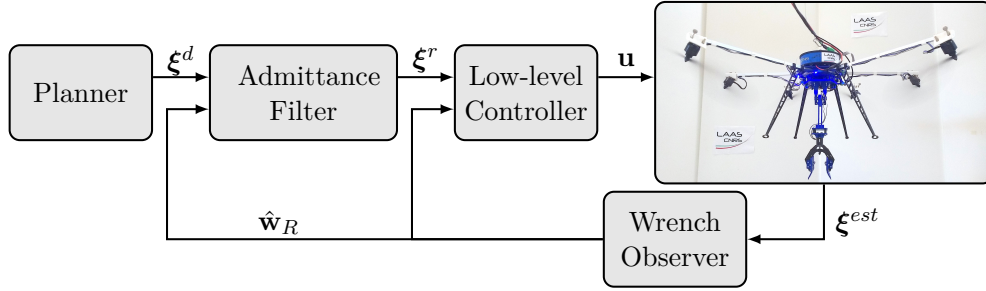 Planner
ξ^d
Admittance
Filter
ξ^r
Low-level
Controller
u
LAAS
CNRS
LAAS
CNRS
ŵ_R
Wrench
Observer
ξ^{est}